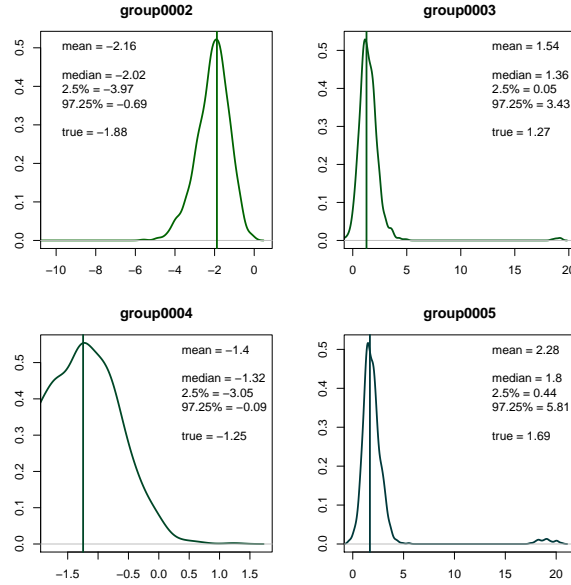 group0002
mean = −2.16
median = −2.02
2.5% = −3.97
97.25% = −0.69
true = −1.88
0.0 0.1 0.2 0.3 0.4 0.5
−10 −8 −6 −4 −2 0
group0003
mean = 1.54
median = 1.36
2.5% = 0.05
97.25% = 3.43
true = 1.27
0.0 0.1 0.2 0.3 0.4 0.5
0 5 10 15 20
group0004
mean = −1.4
median = −1.32
2.5% = −3.05
97.25% = −0.09
true = −1.25
0.0 0.1 0.2 0.3 0.4 0.5
−1.5 −0.5 0.0 0.5 1.0 1.5
group0005
mean = 2.28
median = 1.8
2.5% = 0.44
97.25% = 5.81
true = 1.69
0.0 0.1 0.2 0.3 0.4 0.5
0 5 10 15 20